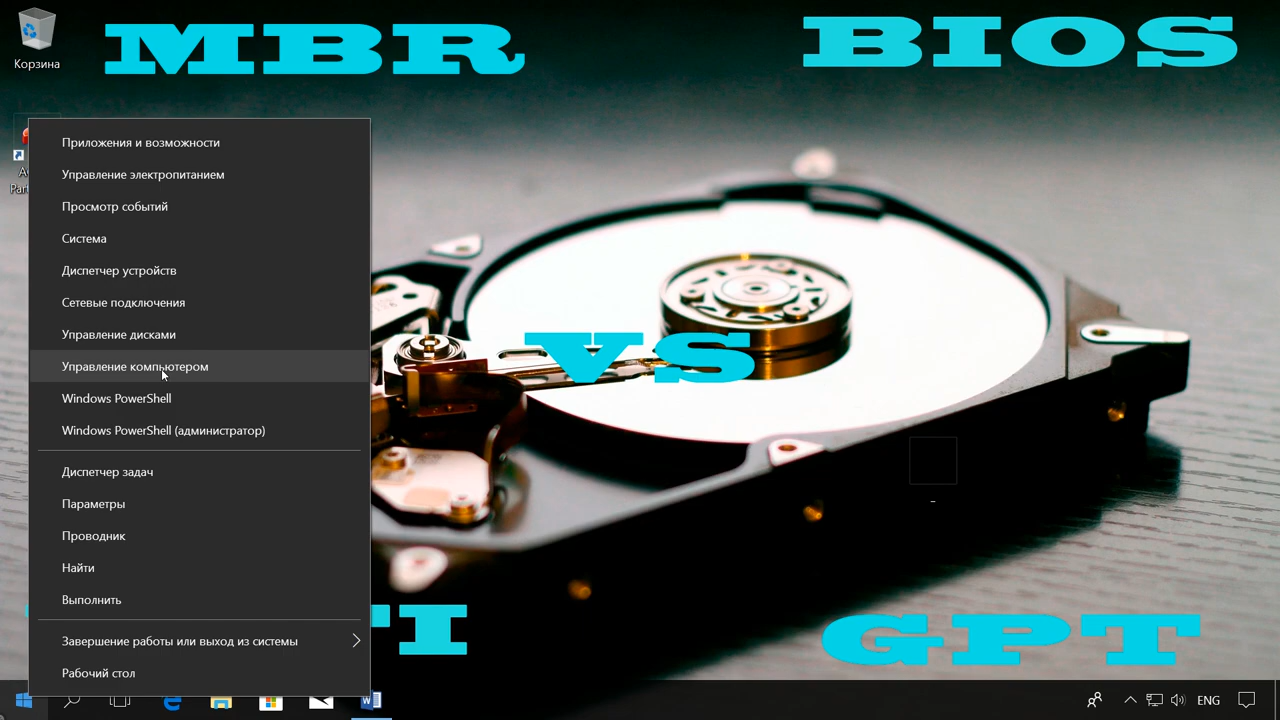 MBR
BIOS
Корзина
Приложения и возможности
Управление электропитанием
Просмотр событий
Система
Диспетчер устройств
Сетевые подключения
Управление дисками
Управление компьютером
Windows PowerShell
Windows PowerShell (администратор)
Диспетчер задач
Параметры
Проводник
Найти
Выполнить
Завершение работы или выход из системы
Рабочий стол
VS
GPT
ENG